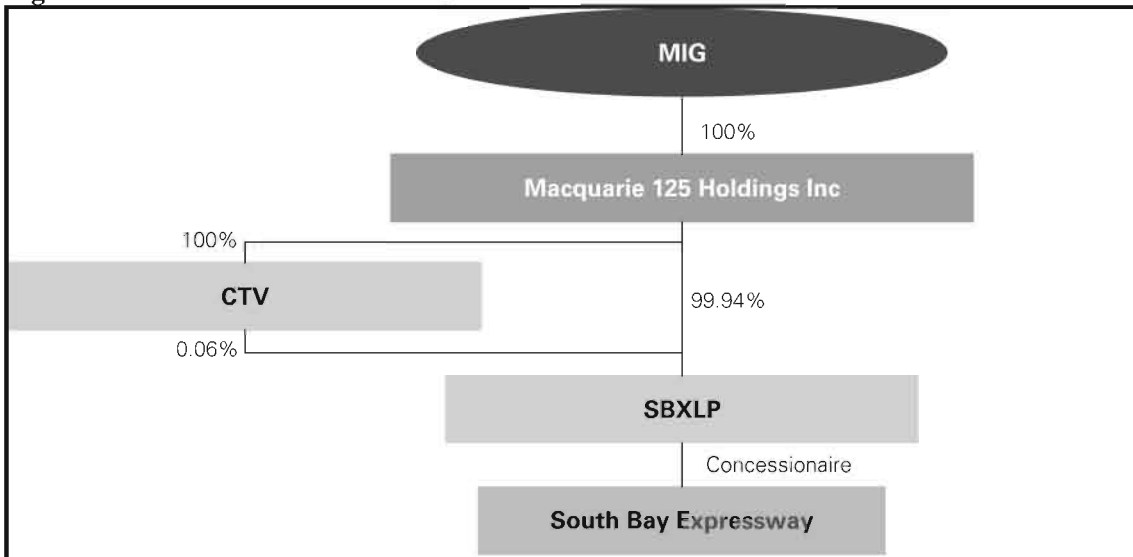 MIG
100%
Macquarie 125 Holdings Inc
100%
CTV
99.94%
0.06%
SBXLP
Concessionaire
South Bay Expressway